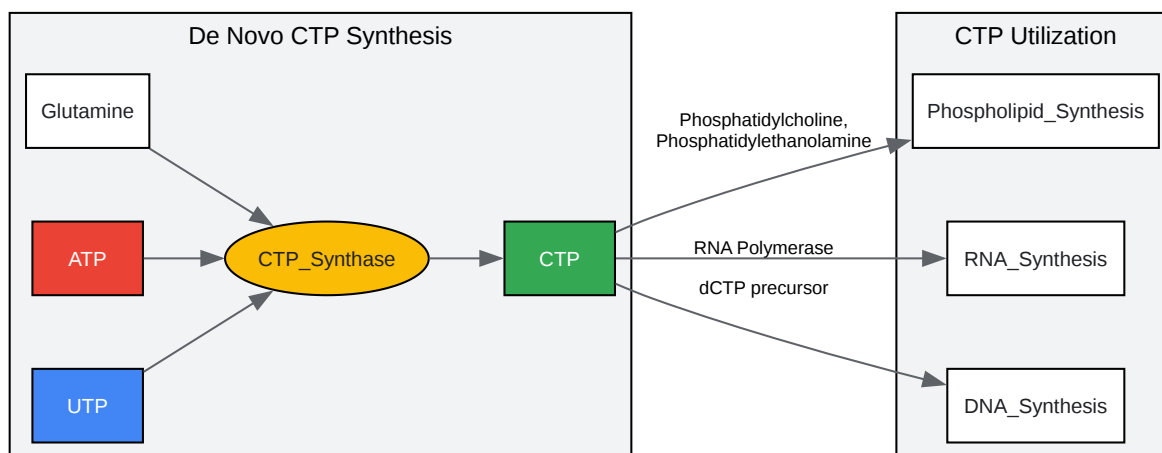 De Novo CTP Synthesis
Glutamine
ATP
UTP
CTP_Synthase
CTP
Phosphatidylcholine,
Phosphatidylethanolamine
RNA Polymerase
dCTP precursor
CTP Utilization
Phospholipid_Synthesis
RNA_Synthesis
DNA_Synthesis